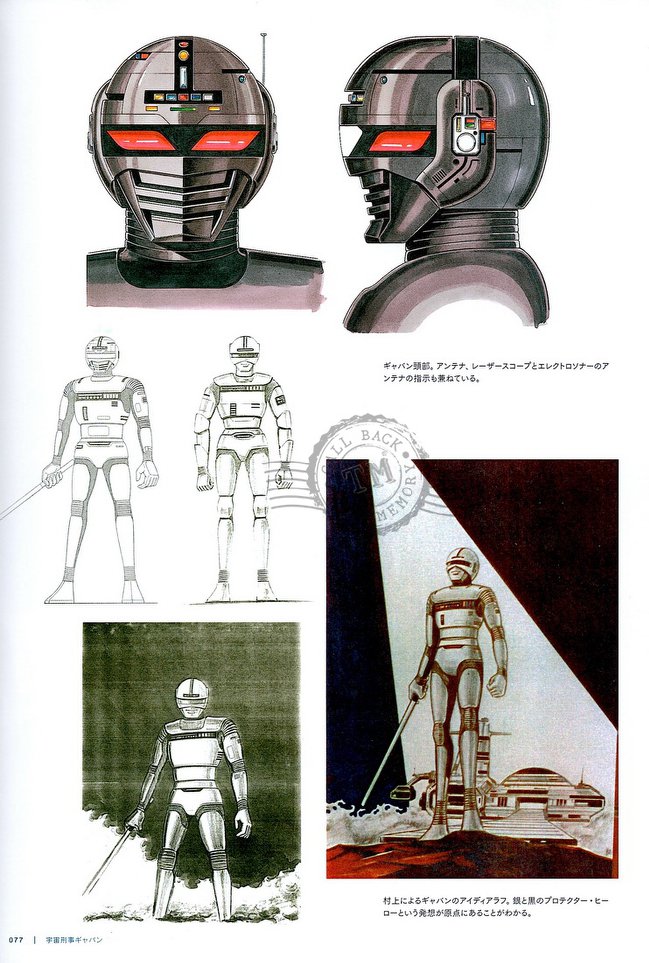 ギャバン頭部。アンテナ、レーザースコープとエレクトロソナーのア
ンテナの指示も兼ねている。
CALL BACK
TM
MEMORY
村上によるギャバンのアイディアラフ。銀と黒のプロテクター・ヒー
ローという発想が原点にあることがわかる。
077 | 宇宙刑事ギャバン